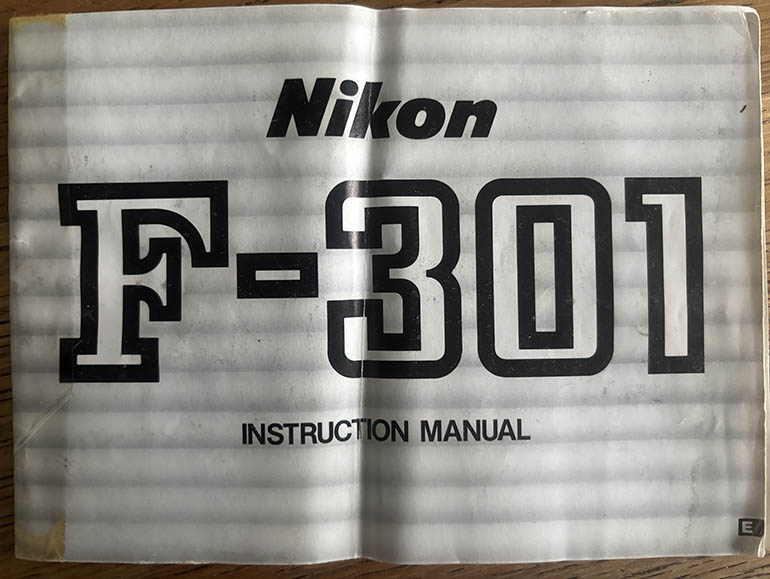 Nikon
F-301
INSTRUCTION MANUAL
E